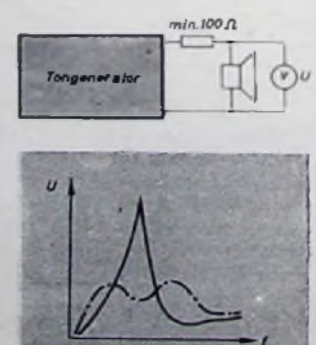 min. 100 Ω
Tongenerator
V
U
U
f